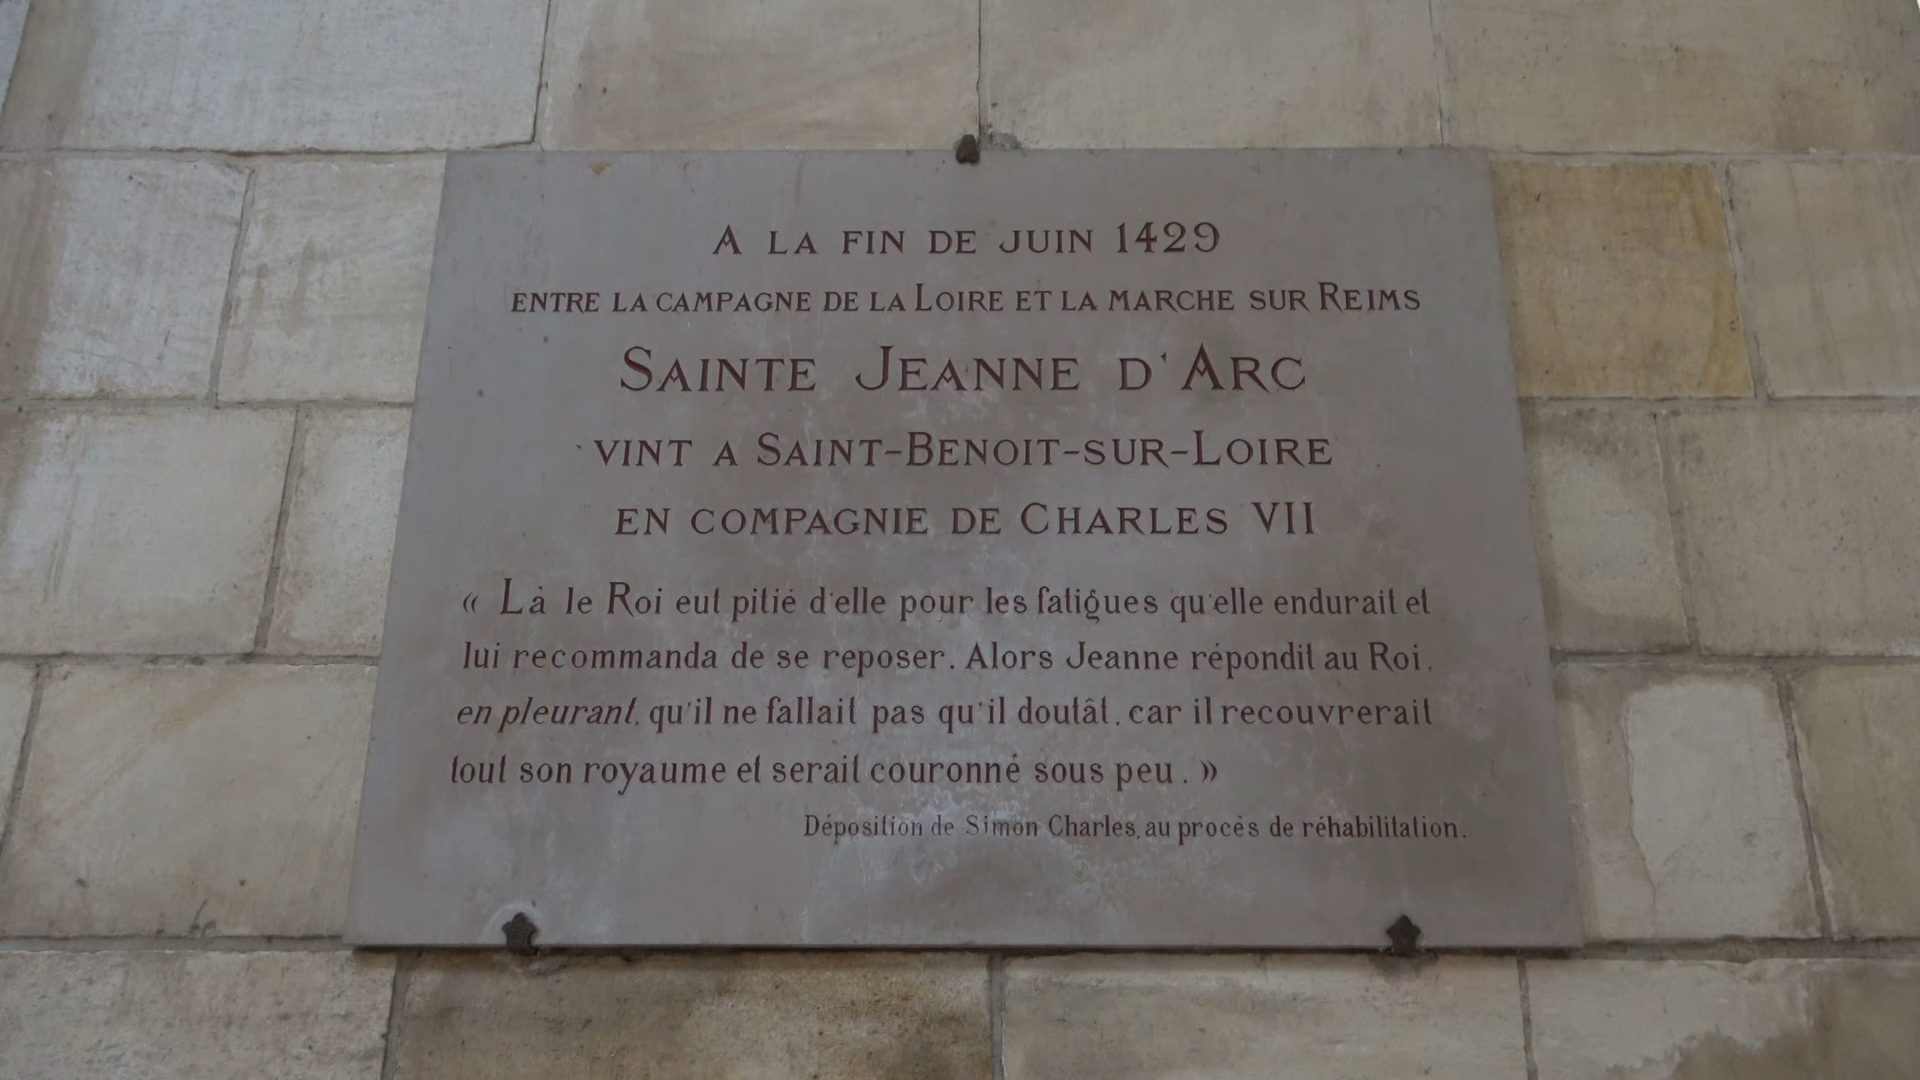 A LA FIN DE JUIN 1429
ENTRE LA CAMPAGNE DE LA LOIRE ET LA MARCHE SUR REIMS
SAINTE JEANNE D'ARC
VINT A SAINT-BENOIT-SUR-LOIRE
EN COMPAGNIE DE CHARLES VII
« Là le Roi eut pitié d'elle pour les fatigues qu'elle endurait et
lui recommanda de se reposer. Alors Jeanne répondit au Roi,
en pleurant, qu'il ne fallait pas qu'il doutât, car il recouvrerait
tout son royaume et serait couronné sous peu. »
Déposition de Simon Charles, au procès de réhabilitation.